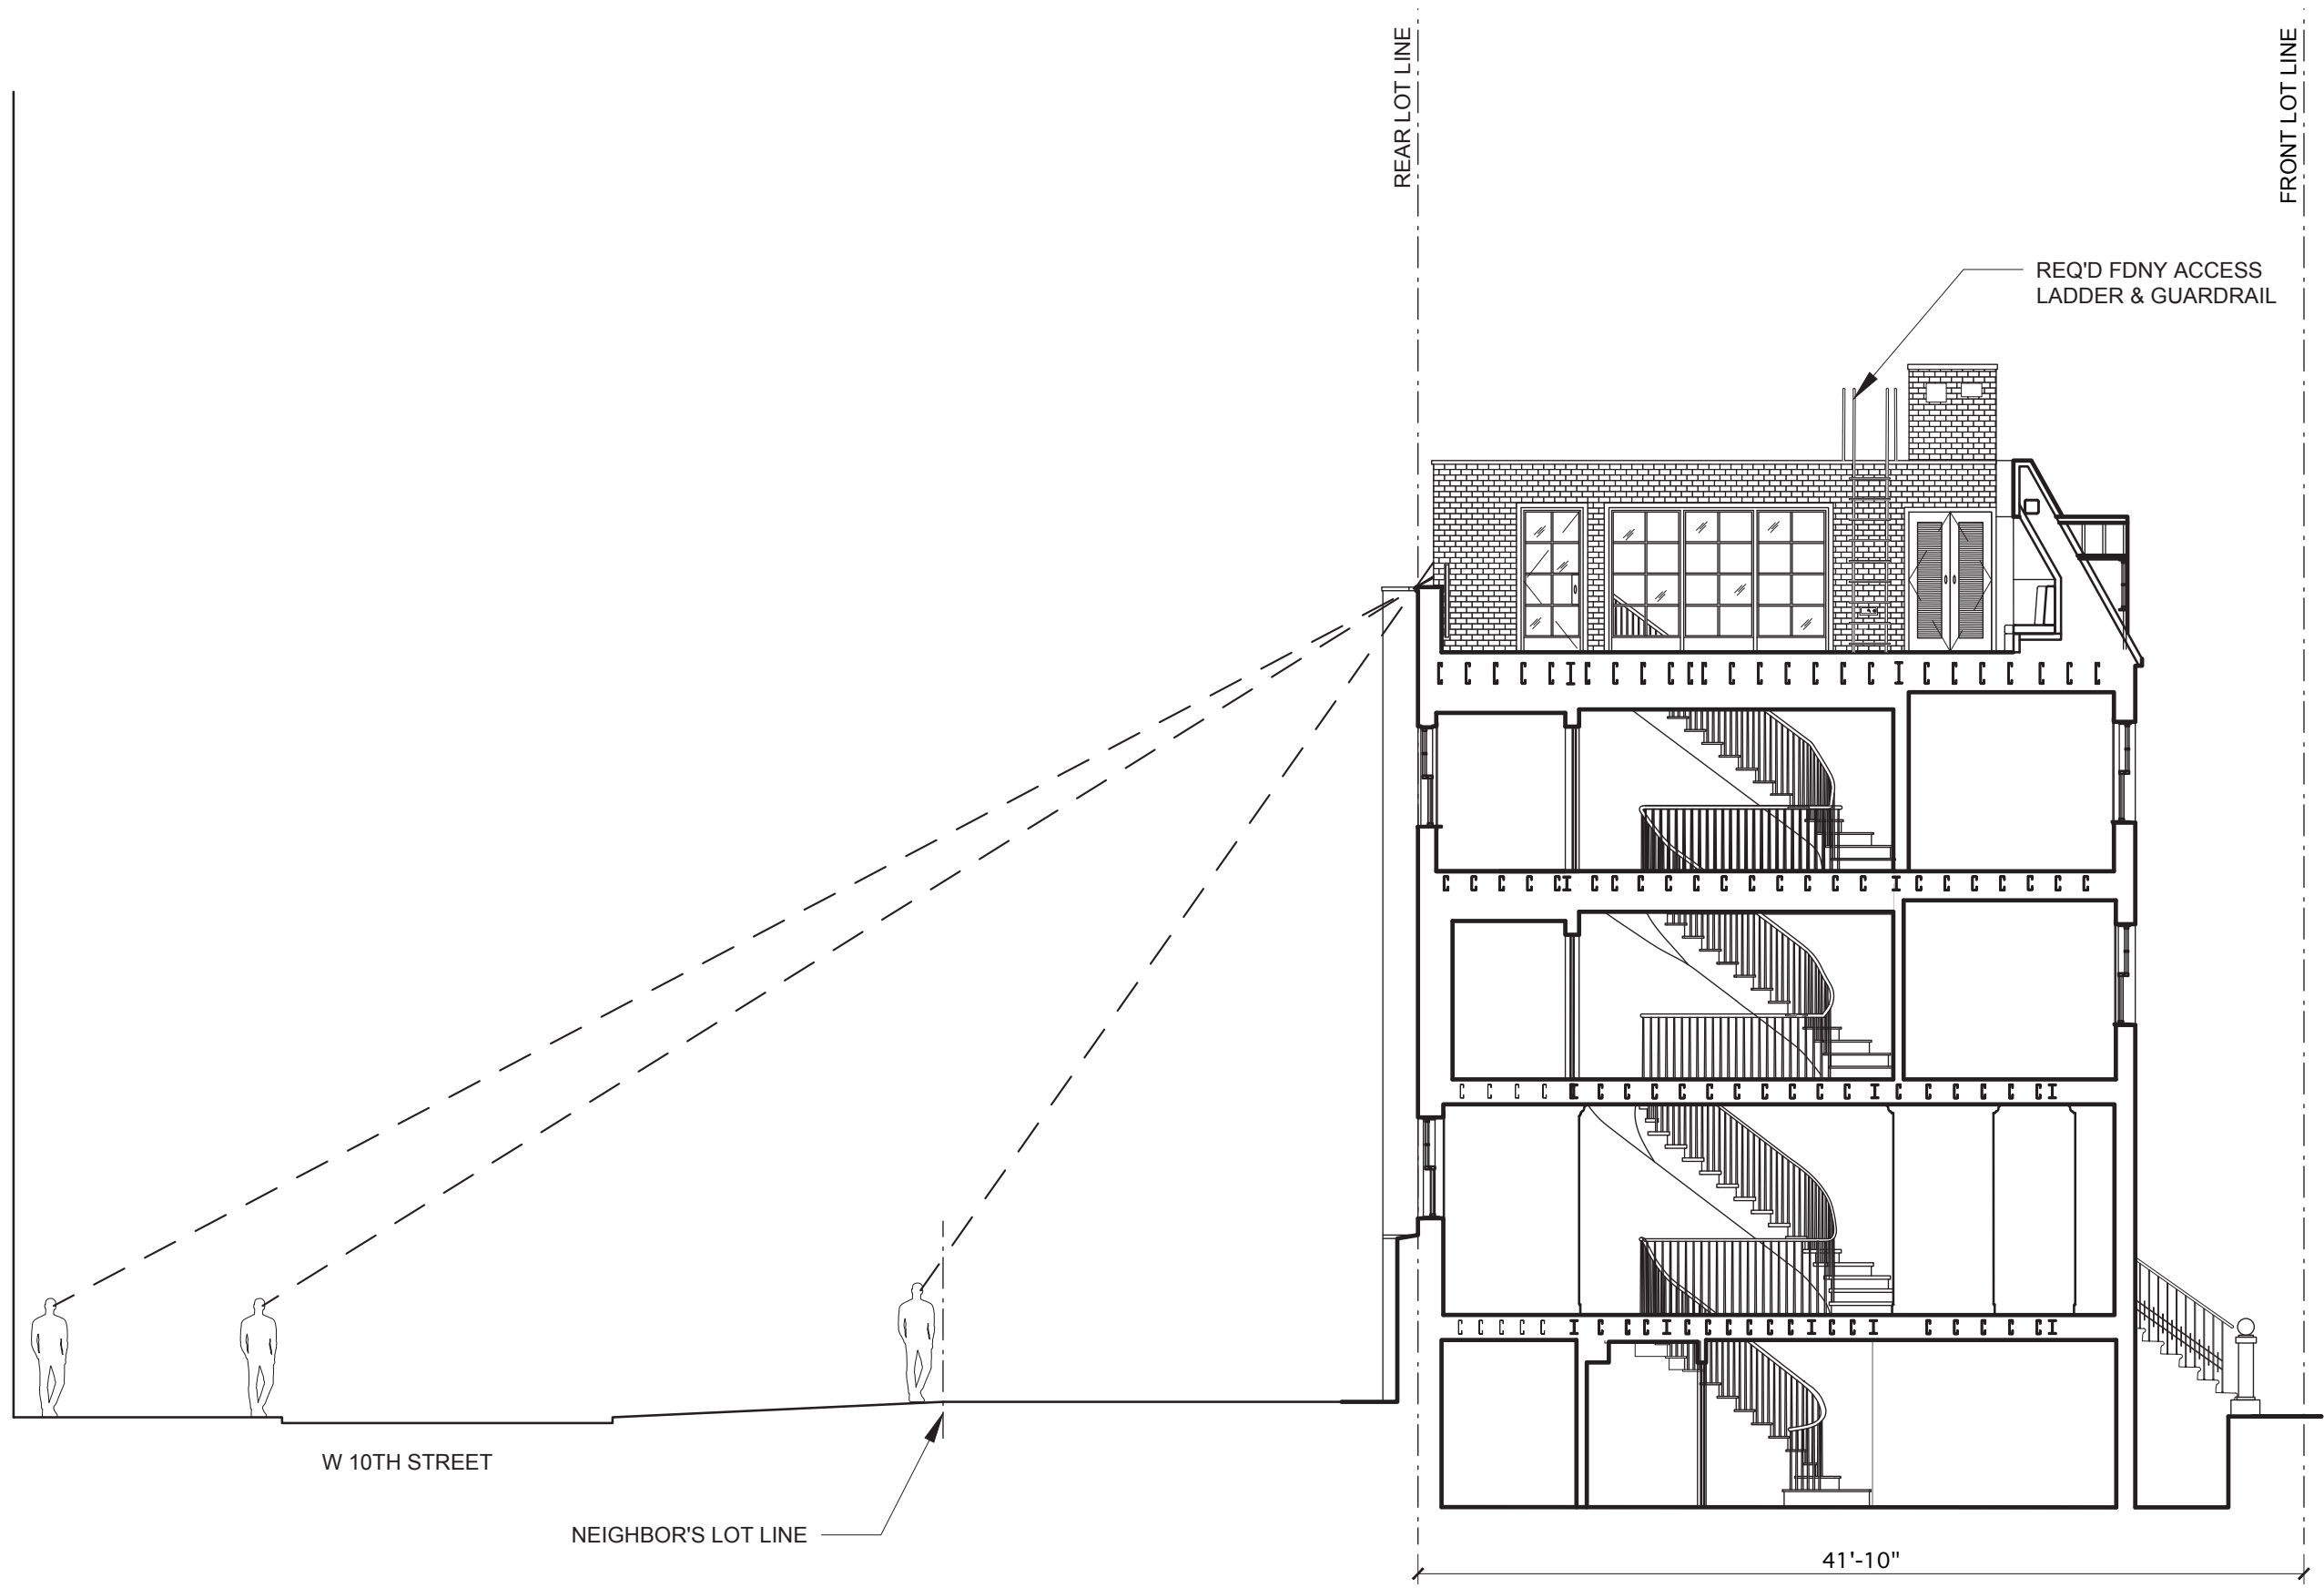 REAR LOT LINE
FRONT LOT LINE
REQ'D FDNY ACCESS
LADDER & GUARDRAIL
W 10TH STREET
NEIGHBOR'S LOT LINE
41'-10"